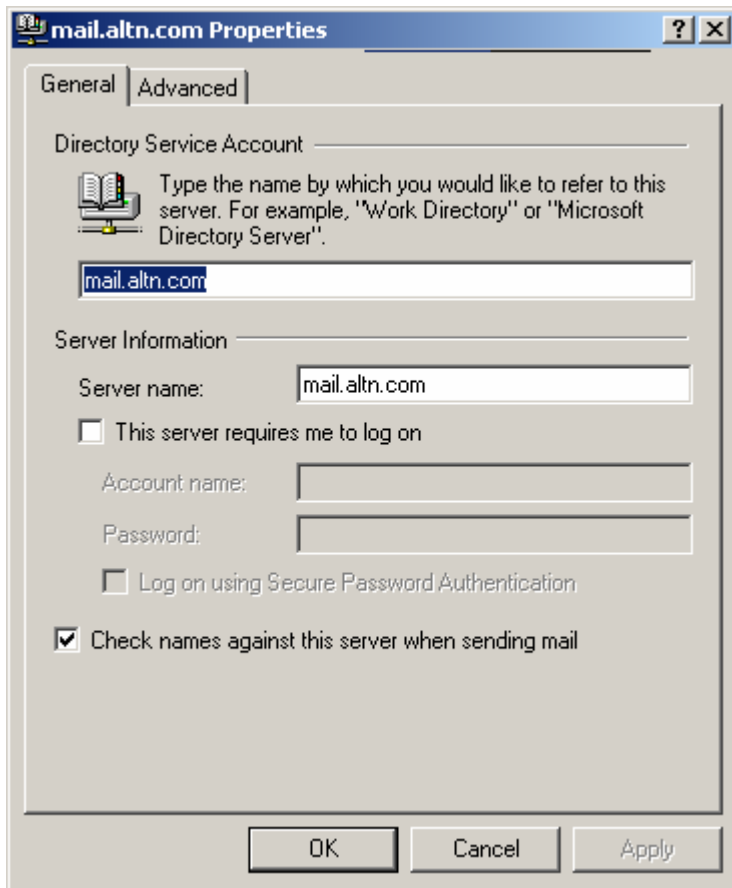 mail.altn.com Properties
General
Advanced
Directory Service Account
Type the name by which you would like to refer to this
server. For example, "Work Directory" or "Microsoft
Directory Server".
mail.altn.com
Server Information
Server name:
mail.altn.com
This server requires me to log on
Account name:
Password:
Log on using Secure Password Authentication
Check names against this server when sending mail
OK
Cancel
Apply